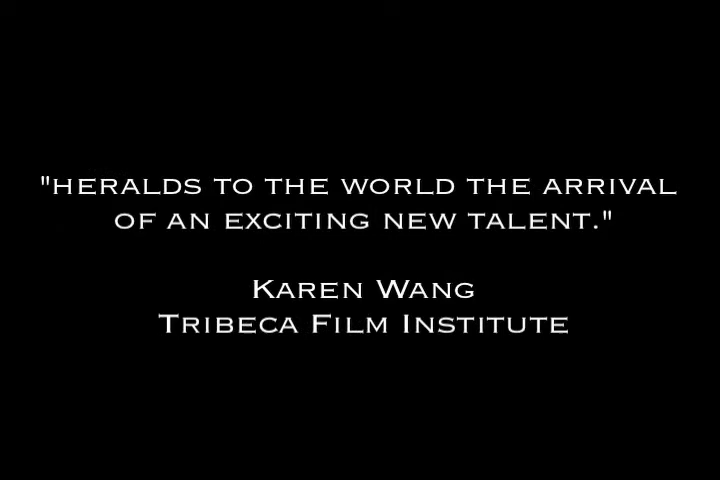 "HERALDS TO THE WORLD THE ARRIVAL
OF AN EXCITING NEW TALENT."
KAREN WANG
TRIBECA FILM INSTITUTE